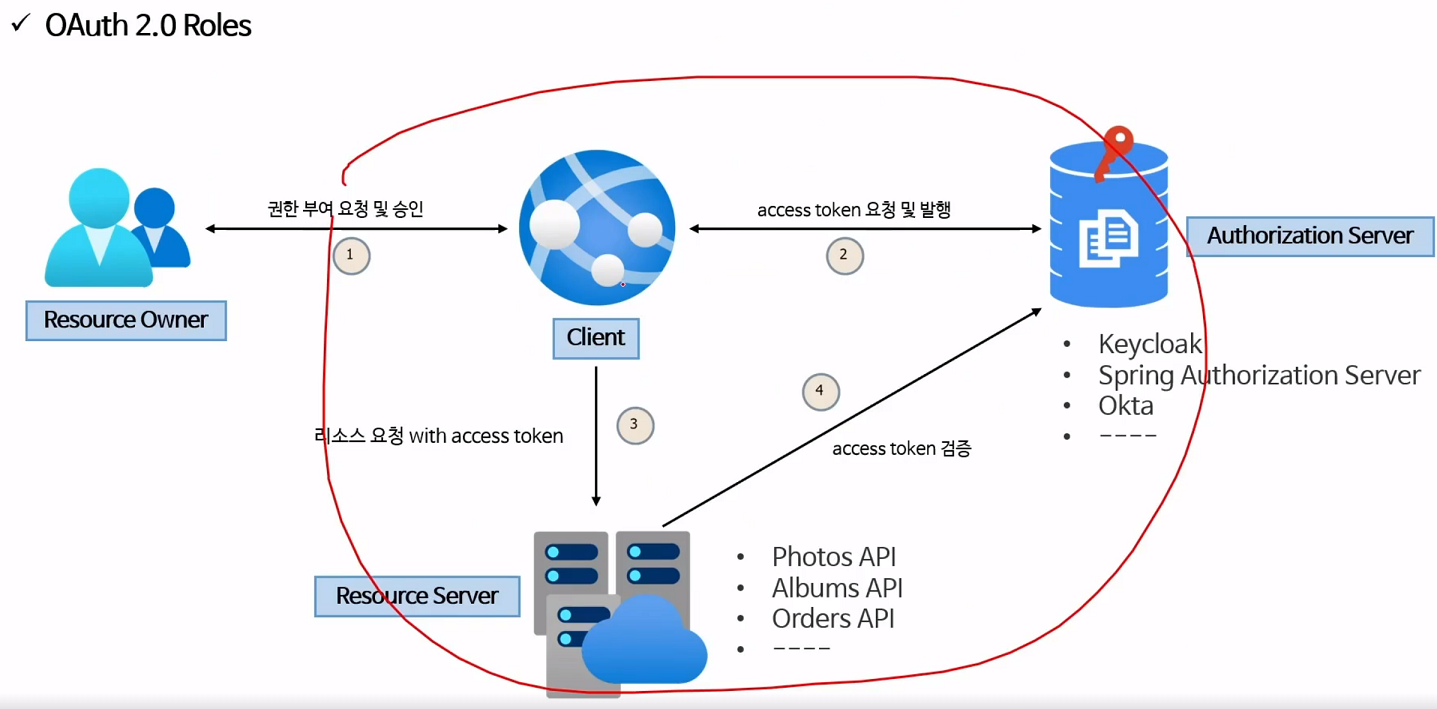 ✓ OAuth 2.0 Roles
권한 부여 요청 및 승인
1
access token 요청 및 발행
2
Authorization Server
Resource Owner
Client
• Keycloak
• Spring Authorization Server
• Okta
• ----
4
3
리소스 요청 with access token
access token 검증
Resource Server
• Photos API
• Albums API
• Orders API
• ----